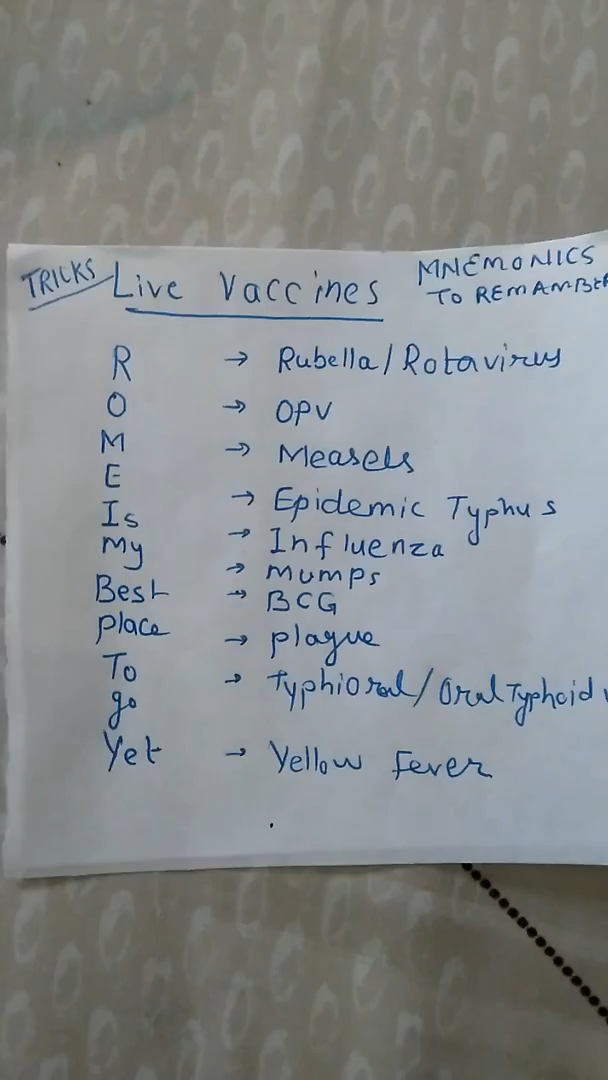 TRICKS Live Vaccines MNEMONICS
TO REMAMBER
R → Rubella/Rotavirus
O → OPV
M → Measels
E → Epidemic Typhus
Is → Influenza
My → Mumps
Best → BCG
Place → Plague
To → Typhioral/Oral Typhoid
go
Yet → Yellow Fever